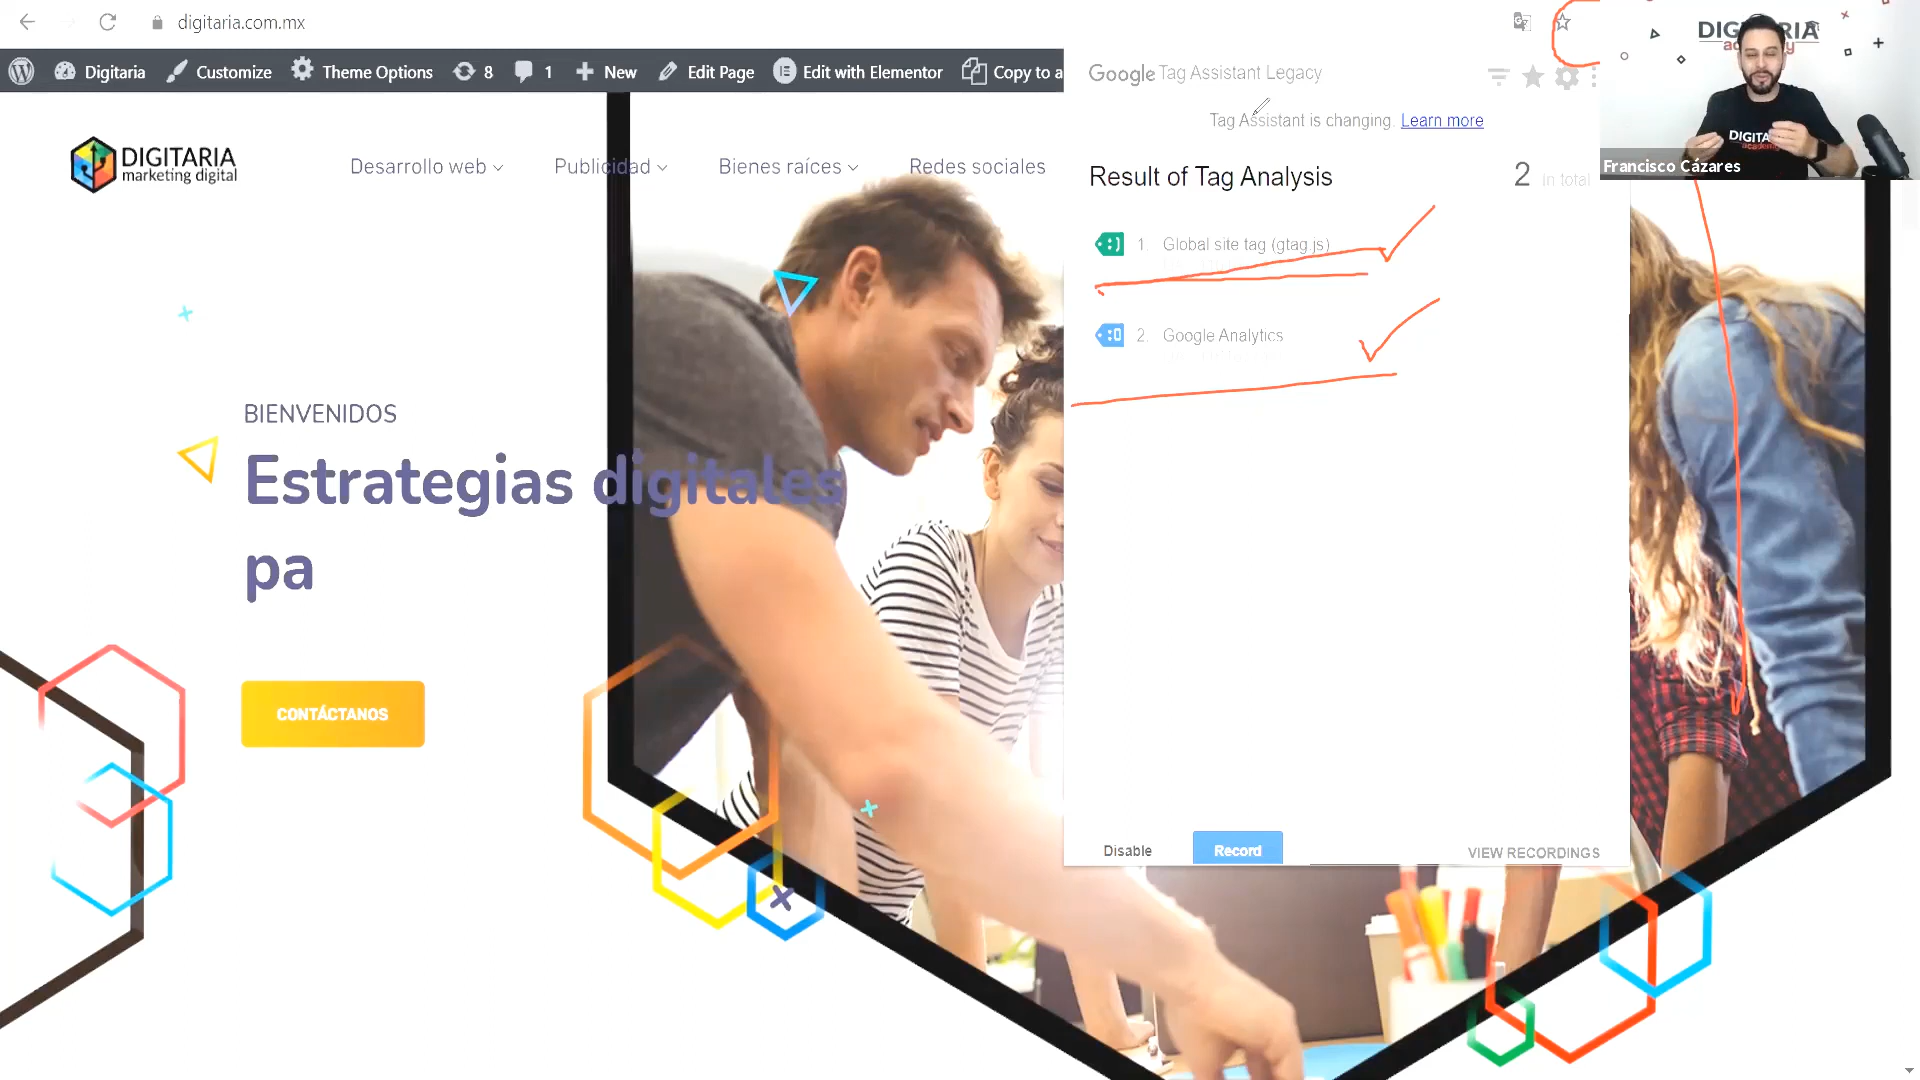 digitaria.com.mx
Digitaria
Customize
Theme Options
8
1
New
Edit Page
Edit with Elementor
Copy to a
Google Tag Assistant Legacy
Tag Assistant is changing. Learn more
Result of Tag Analysis
2 in total
1. Global site tag (gtag.js)
2. Google Analytics
Disable
Record
VIEW RECORDINGS
DIGITARIA
marketing digital
Desarrollo web
Publicidad
Bienes raíces
Redes sociales
BIENVENIDOS
Estrategias digitales
pa
CONTÁCTANOS
Francisco Cázares